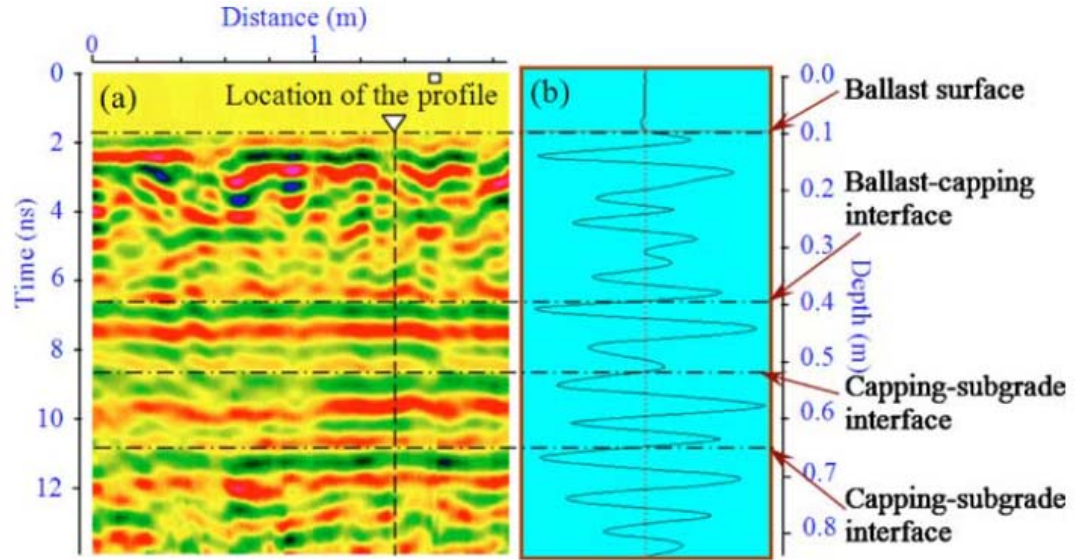 Distance (m)
0 1
0 (a) Location of the profile (b) 0.0 Ballast surface
2 0.1
4 0.2 Ballast-capping
interface
Time (ns)
6 0.3
8 0.4
Depth (m)
10 0.5 Capping-subgrade
interface
12 0.6
0.7
0.8 Capping-subgrade
interface